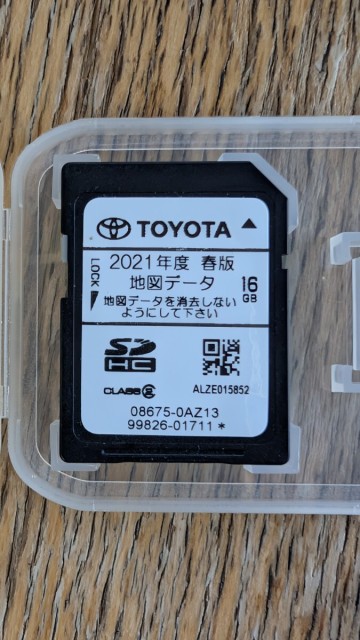 TOYOTA
2021年度 春版
地図データ
16
GB
LOCK
地図データを消去しない
ようにして下さい
SD
HC
CLASS②
ALZE015852
08675-0AZ13
99826-01711*